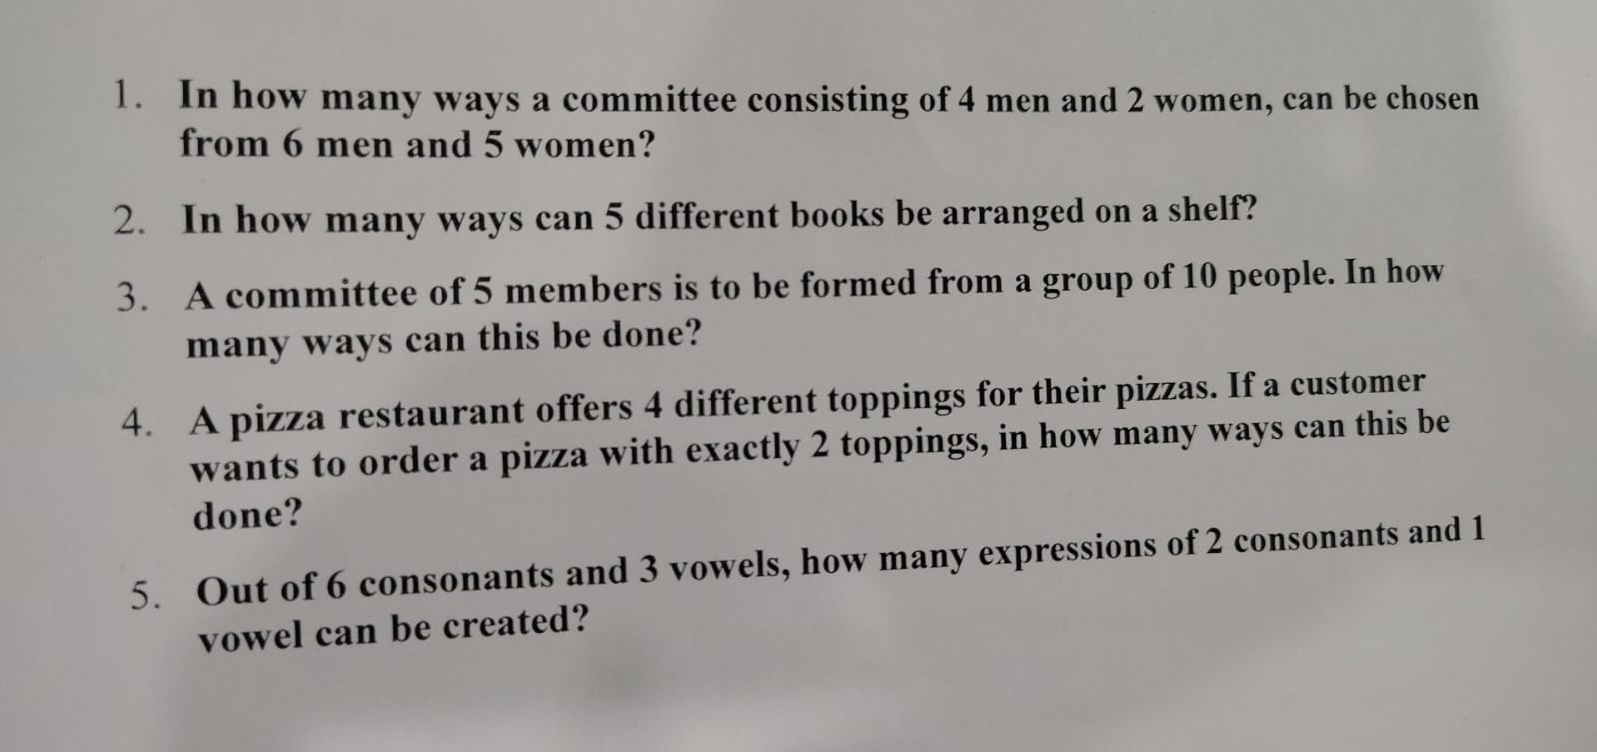 1. In how many ways a committee consisting of 4 men and 2 women, can be chosen
from 6 men and 5 women?
2. In how many ways can 5 different books be arranged on a shelf?
3. A committee of 5 members is to be formed from a group of 10 people. In how
many ways can this be done?
4. A pizza restaurant offers 4 different toppings for their pizzas. If a customer
wants to order a pizza with exactly 2 toppings, in how many ways can this be
done?
5. Out of 6 consonants and 3 vowels, how many expressions of 2 consonants and 1
vowel can be created?